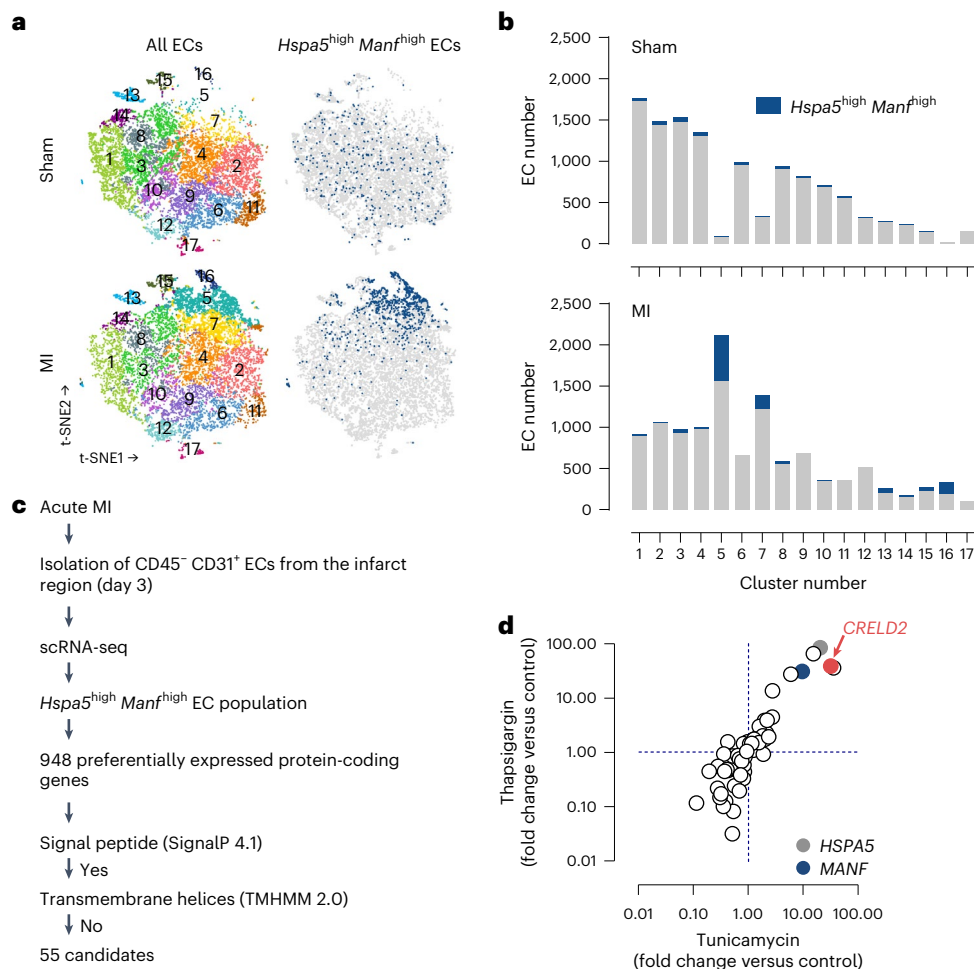 a
All ECs
Hspa5high Manfhigh ECs
Sham
16
15
13
5
14
7
8
1
3
4
2
10
9
6
11
12
17
MI
16
15
13
5
14
7
8
1
3
4
2
10
9
6
11
12
17
t-SNE2 →
t-SNE1 →
b
2,500
Sham
2,000
Hspa5high Manfhigh
1,500
1,000
500
0
EC number
2,500
MI
2,000
1,500
1,000
500
0
EC number
1 2 3 4 5 6 7 8 9 10 11 12 13 14 15 16 17
Cluster number
c
Acute MI
Isolation of CD45− CD31+ ECs from the infarct
region (day 3)
scRNA-seq
Hspa5high Manfhigh EC population
948 preferentially expressed protein-coding
genes
Signal peptide (SignalP 4.1)
Yes
Transmembrane helices (TMHMM 2.0)
No
55 candidates
d
CRELD2
100.00
10.00
1.00
0.10
0.01
Thapsigargin
(fold change versus control)
HSPA5
MANF
0.01 0.10 1.00 10.00 100.00
Tunicamycin
(fold change versus control)